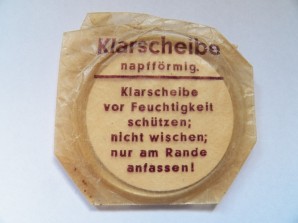 Klarscheibe
napfförmig.
Klarscheibe
vor Feuchtigkeit
schützen;
nicht wischen;
nur am Rande
anfassen!